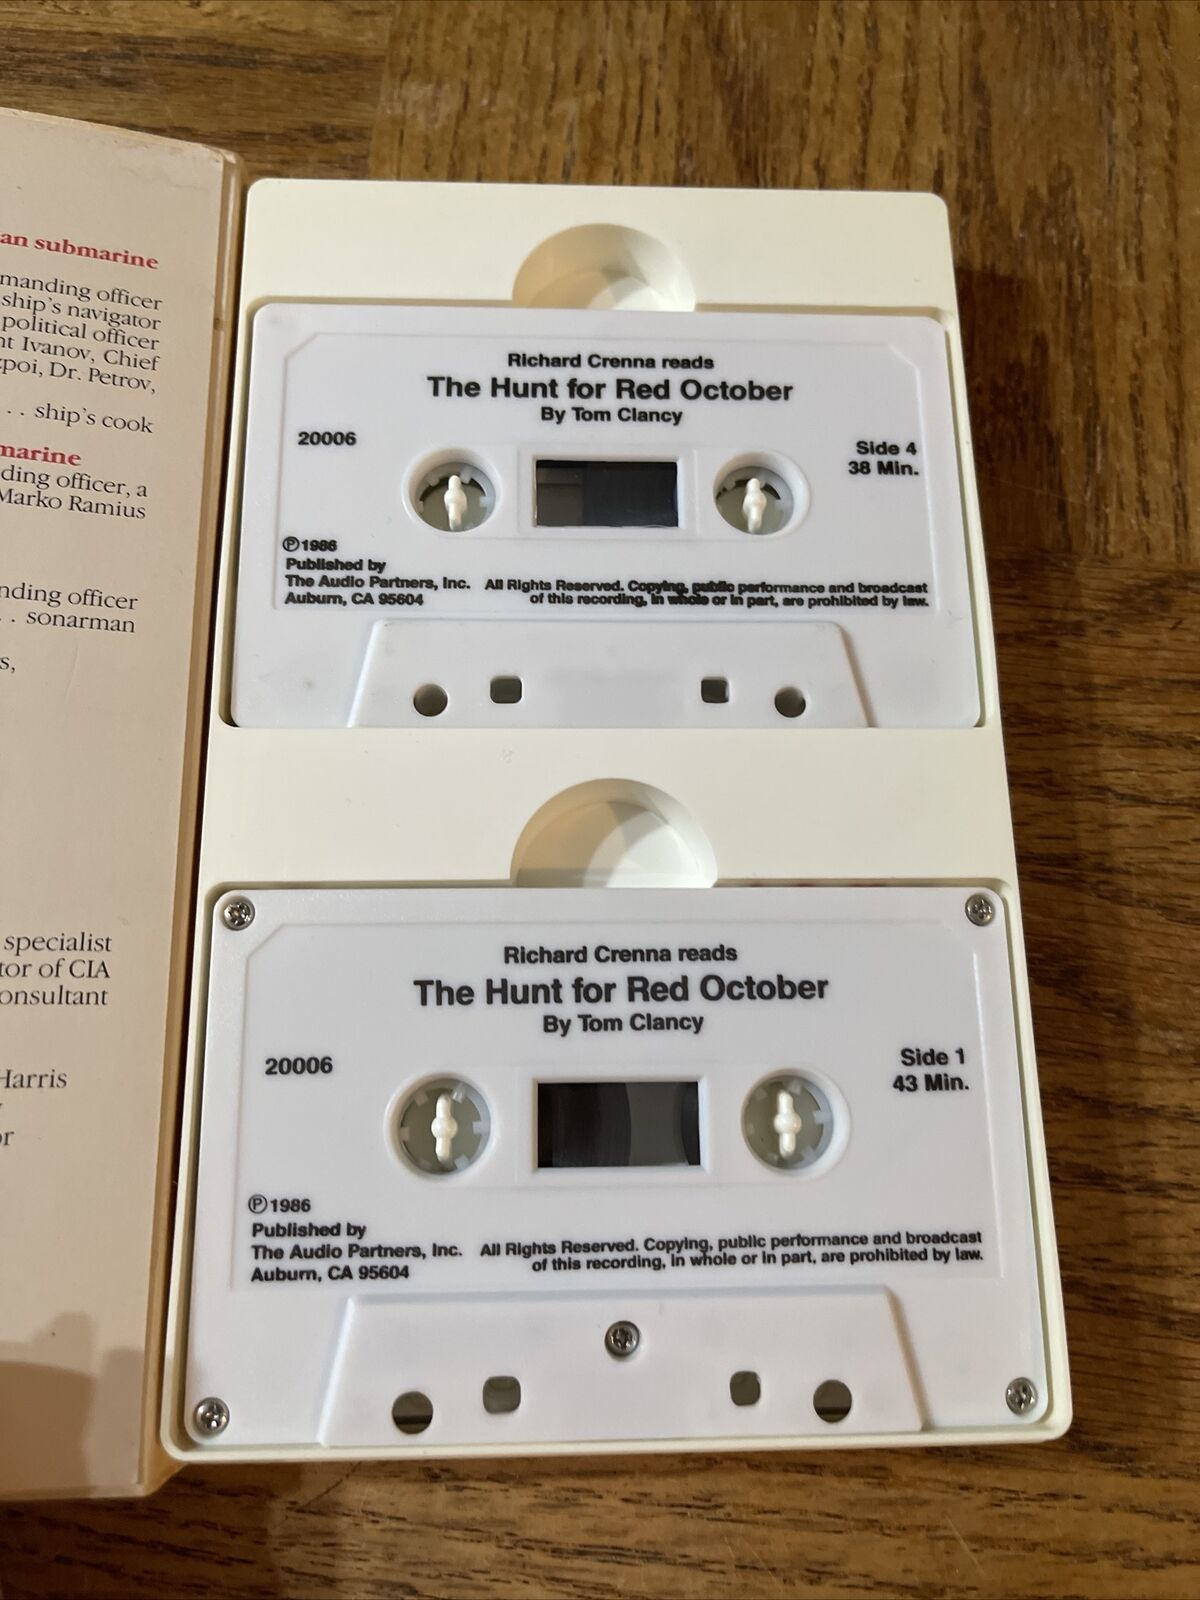 an submarine
manding officer
ship's navigator
political officer
nt Ivanov, Chief
zpoi, Dr. Petrov,
. . ship's cook
marine
ding officer, a
Marko Ramius
nding officer
. . sonarman
s,
specialist
tor of CIA
onsultant
Harris
or
Richard Crenna reads
The Hunt for Red October
By Tom Clancy
20006
Side 4
38 Min.
Ⓟ1986
Published by
The Audio Partners, Inc.
Auburn, CA 95604
All Rights Reserved. Copying, public performance and broadcast
of this recording, in whole or in part, are prohibited by law.
Richard Crenna reads
The Hunt for Red October
By Tom Clancy
20006
Side 1
43 Min.
Ⓟ1986
Published by
The Audio Partners, Inc.
Auburn, CA 95604
All Rights Reserved. Copying, public performance and broadcast
of this recording, in whole or in part, are prohibited by law.